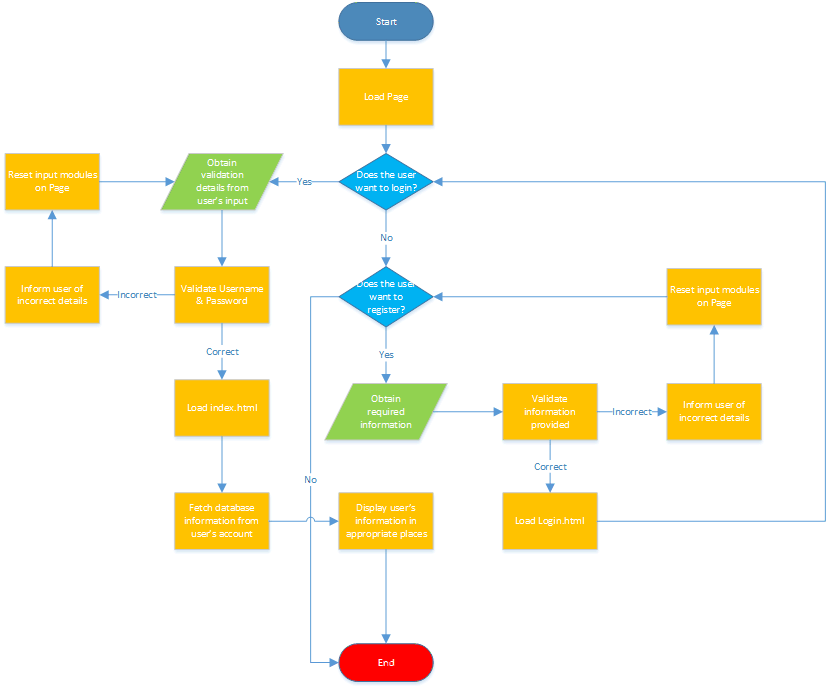 Start
Load Page
Does the user
want to login?
Yes
Obtain
validation
details from
user's input
Reset input modules
on Page
No
Inform user of
incorrect details
Incorrect
Validate Username
& Password
Does the user
want to
register?
Reset input modules
on Page
Correct
Yes
Load index.html
Obtain
required
information
Validate
information
provided
Incorrect
Inform user of
incorrect details
Correct
No
Fetch database
information from
user's account
Display user's
information in
appropriate places
Load Login.html
End